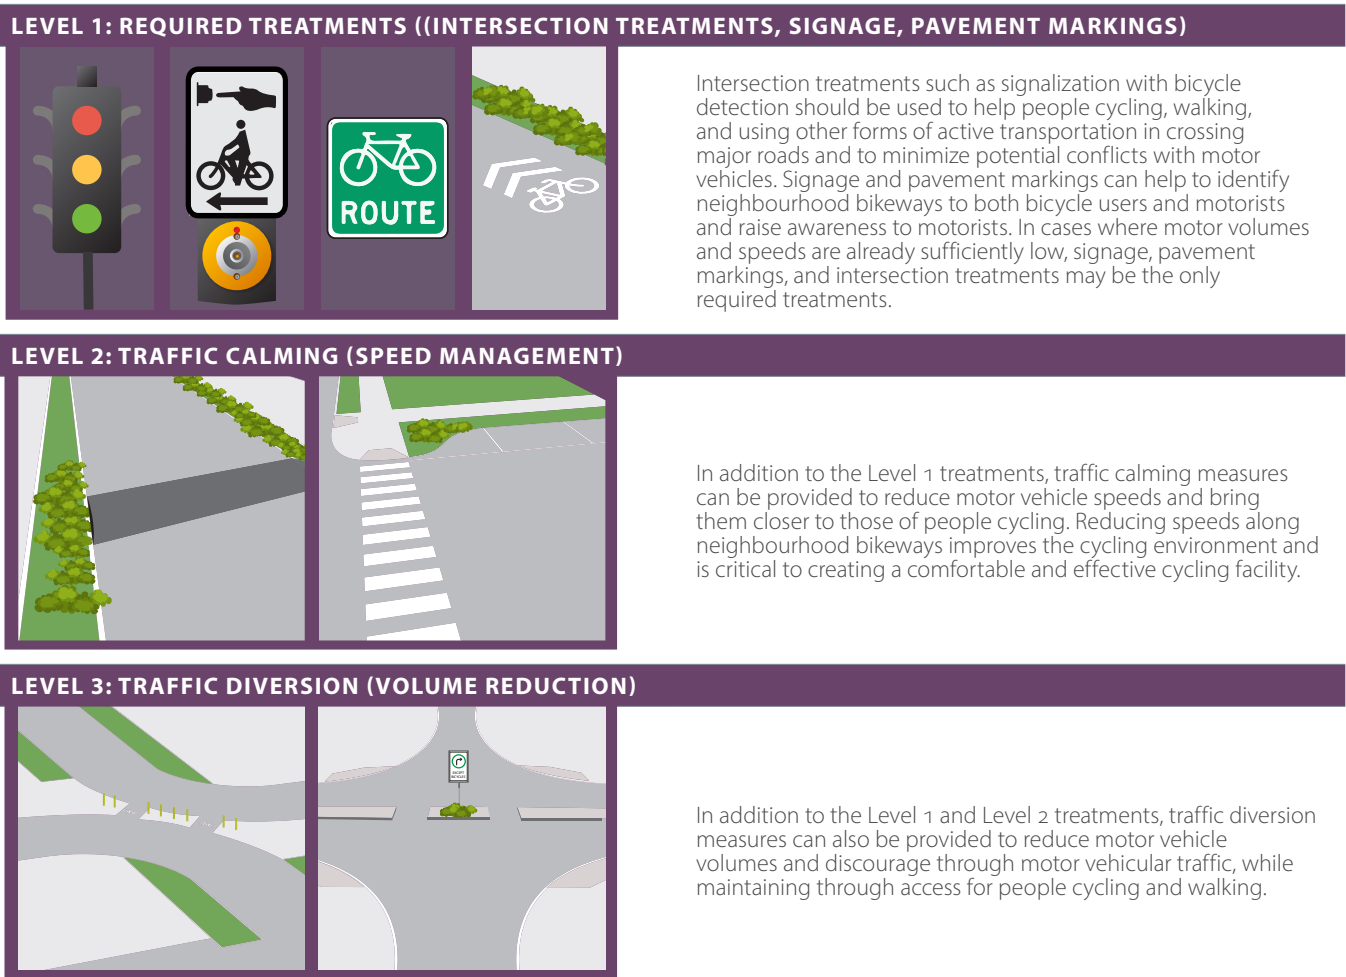 LEVEL 1: REQUIRED TREATMENTS ((INTERSECTION TREATMENTS, SIGNAGE, PAVEMENT MARKINGS)
ROUTE
Intersection treatments such as signalization with bicycle
detection should be used to help people cycling, walking,
and using other forms of active transportation in crossing
major roads and to minimize potential conflicts with motor
vehicles. Signage and pavement markings can help to identify
neighbourhood bikeways to both bicycle users and motorists
and raise awareness to motorists. In cases where motor volumes
and speeds are already sufficiently low, signage, pavement
markings, and intersection treatments may be the only
required treatments.
LEVEL 2: TRAFFIC CALMING (SPEED MANAGEMENT)
In addition to the Level 1 treatments, traffic calming measures
can be provided to reduce motor vehicle speeds and bring
them closer to those of people cycling. Reducing speeds along
neighbourhood bikeways improves the cycling environment and
is critical to creating a comfortable and effective cycling facility.
LEVEL 3: TRAFFIC DIVERSION (VOLUME REDUCTION)
EXCEPT
BICYCLES
In addition to the Level 1 and Level 2 treatments, traffic diversion
measures can also be provided to reduce motor vehicle
volumes and discourage through motor vehicular traffic, while
maintaining through access for people cycling and walking.